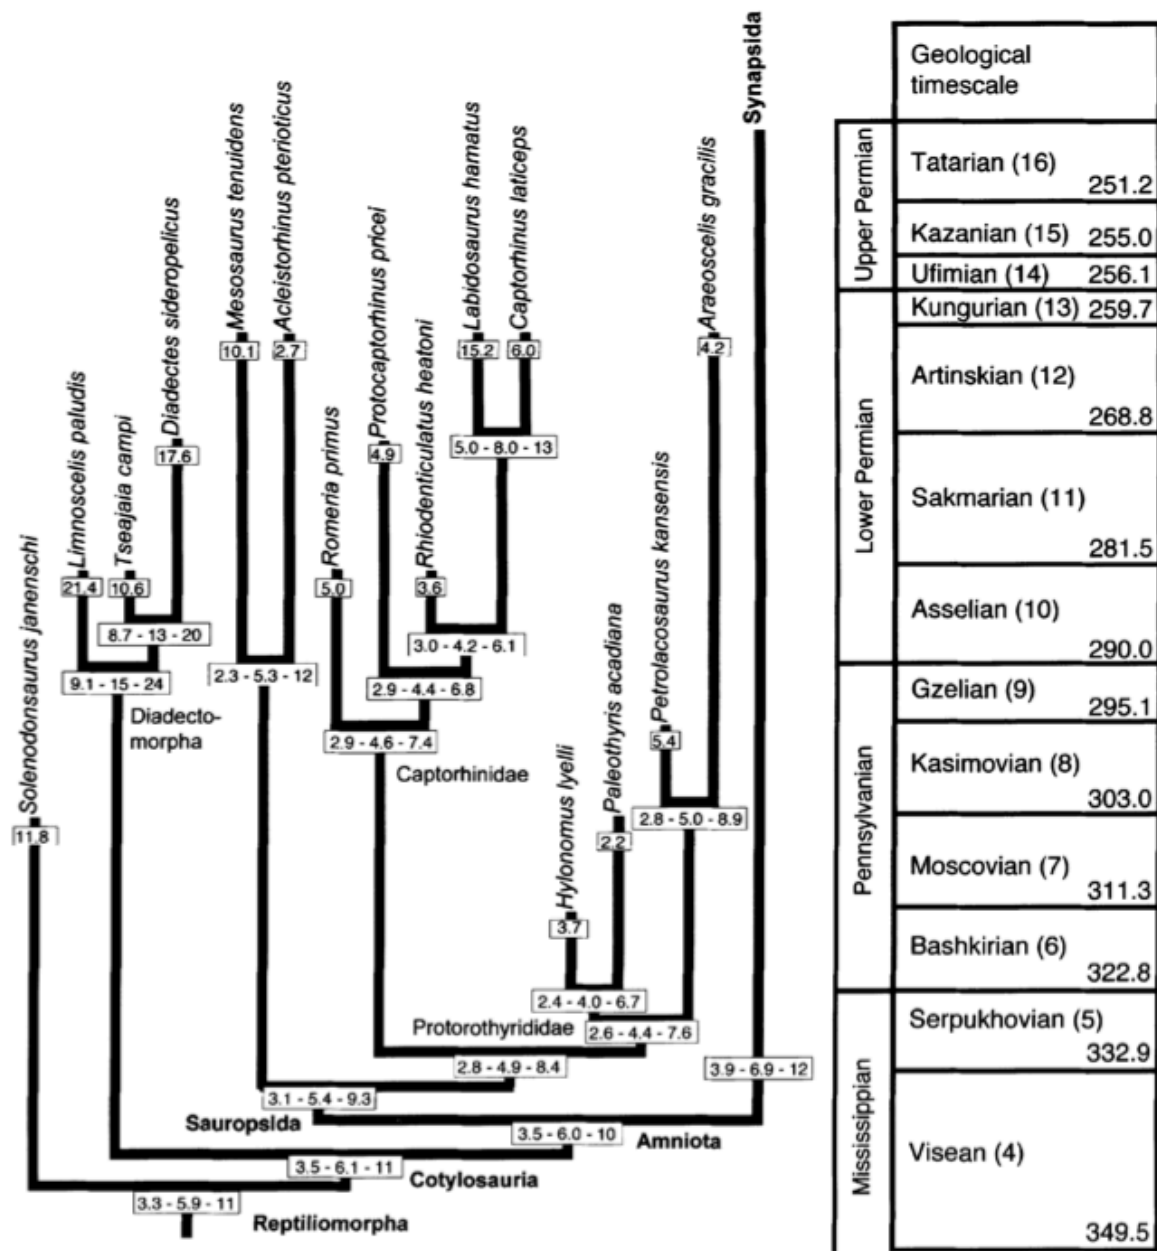 Synapsida
Solenodonsaurus janenschi
Limnoscelis paludis
Tseajaia campi
Diadectes sideropelicus
Mesosaurus tenuidens
Acleistorhinus pterioticus
Romeria primus
Protocaptorhinus pricei
Rhiodenticulatus heatoni
Labidosaurus hamatus
Captorhinus laticeps
Hylonomus lyelli
Paleothyris acadiana
Petrolacosaurus kansensis
Araeoscelis gracilis
10.1
2.7
15.2
6.0
4.2
17.6
4.9
5.0 - 8.0 - 13
21.4
10.6
5.0
3.6
8.7 - 13 - 20
3.0 - 4.2 - 6.1
9.1 - 15 - 24
2.3 - 5.3 - 12
2.9 - 4.4 - 6.8
Diadecto-
morpha
2.9 - 4.6 - 7.4
5.4
Captorhinidae
2.8 - 5.0 - 8.9
11.8
2.2
3.7
2.4 - 4.0 - 6.7
Protorothyrididae
2.6 - 4.4 - 7.6
2.8 - 4.9 - 8.4
3.9 - 6.9 - 12
3.1 - 5.4 - 9.3
Sauropsida
3.5 - 6.0 - 10
Amniota
3.5 - 6.1 - 11
Cotylosauria
3.3 - 5.9 - 11
Reptiliomorpha
Geological
timescale
Upper Permian
Tatarian (16)
251.2
Kazanian (15) 255.0
Ufimian (14) 256.1
Lower Permian
Kungurian (13) 259.7
Artinskian (12)
268.8
Sakmarian (11)
281.5
Asselian (10)
290.0
Pennsylvanian
Gzelian (9)
295.1
Kasimovian (8)
303.0
Moscovian (7)
311.3
Bashkirian (6)
322.8
Mississippian
Serpukhovian (5)
332.9
Visean (4)
349.5